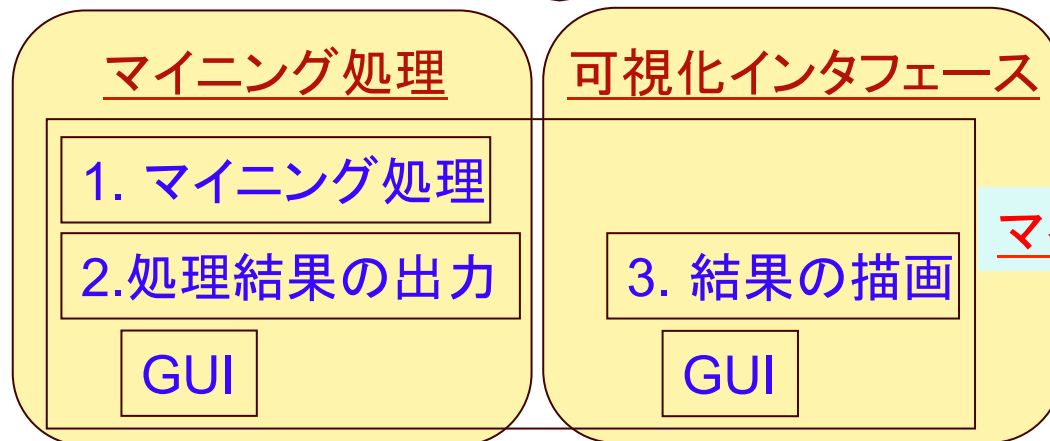 マイニング処理
可視化インタフェース
1. マイニング処理
2.処理結果の出力
3. 結果の描画
マ
GUI
GUI